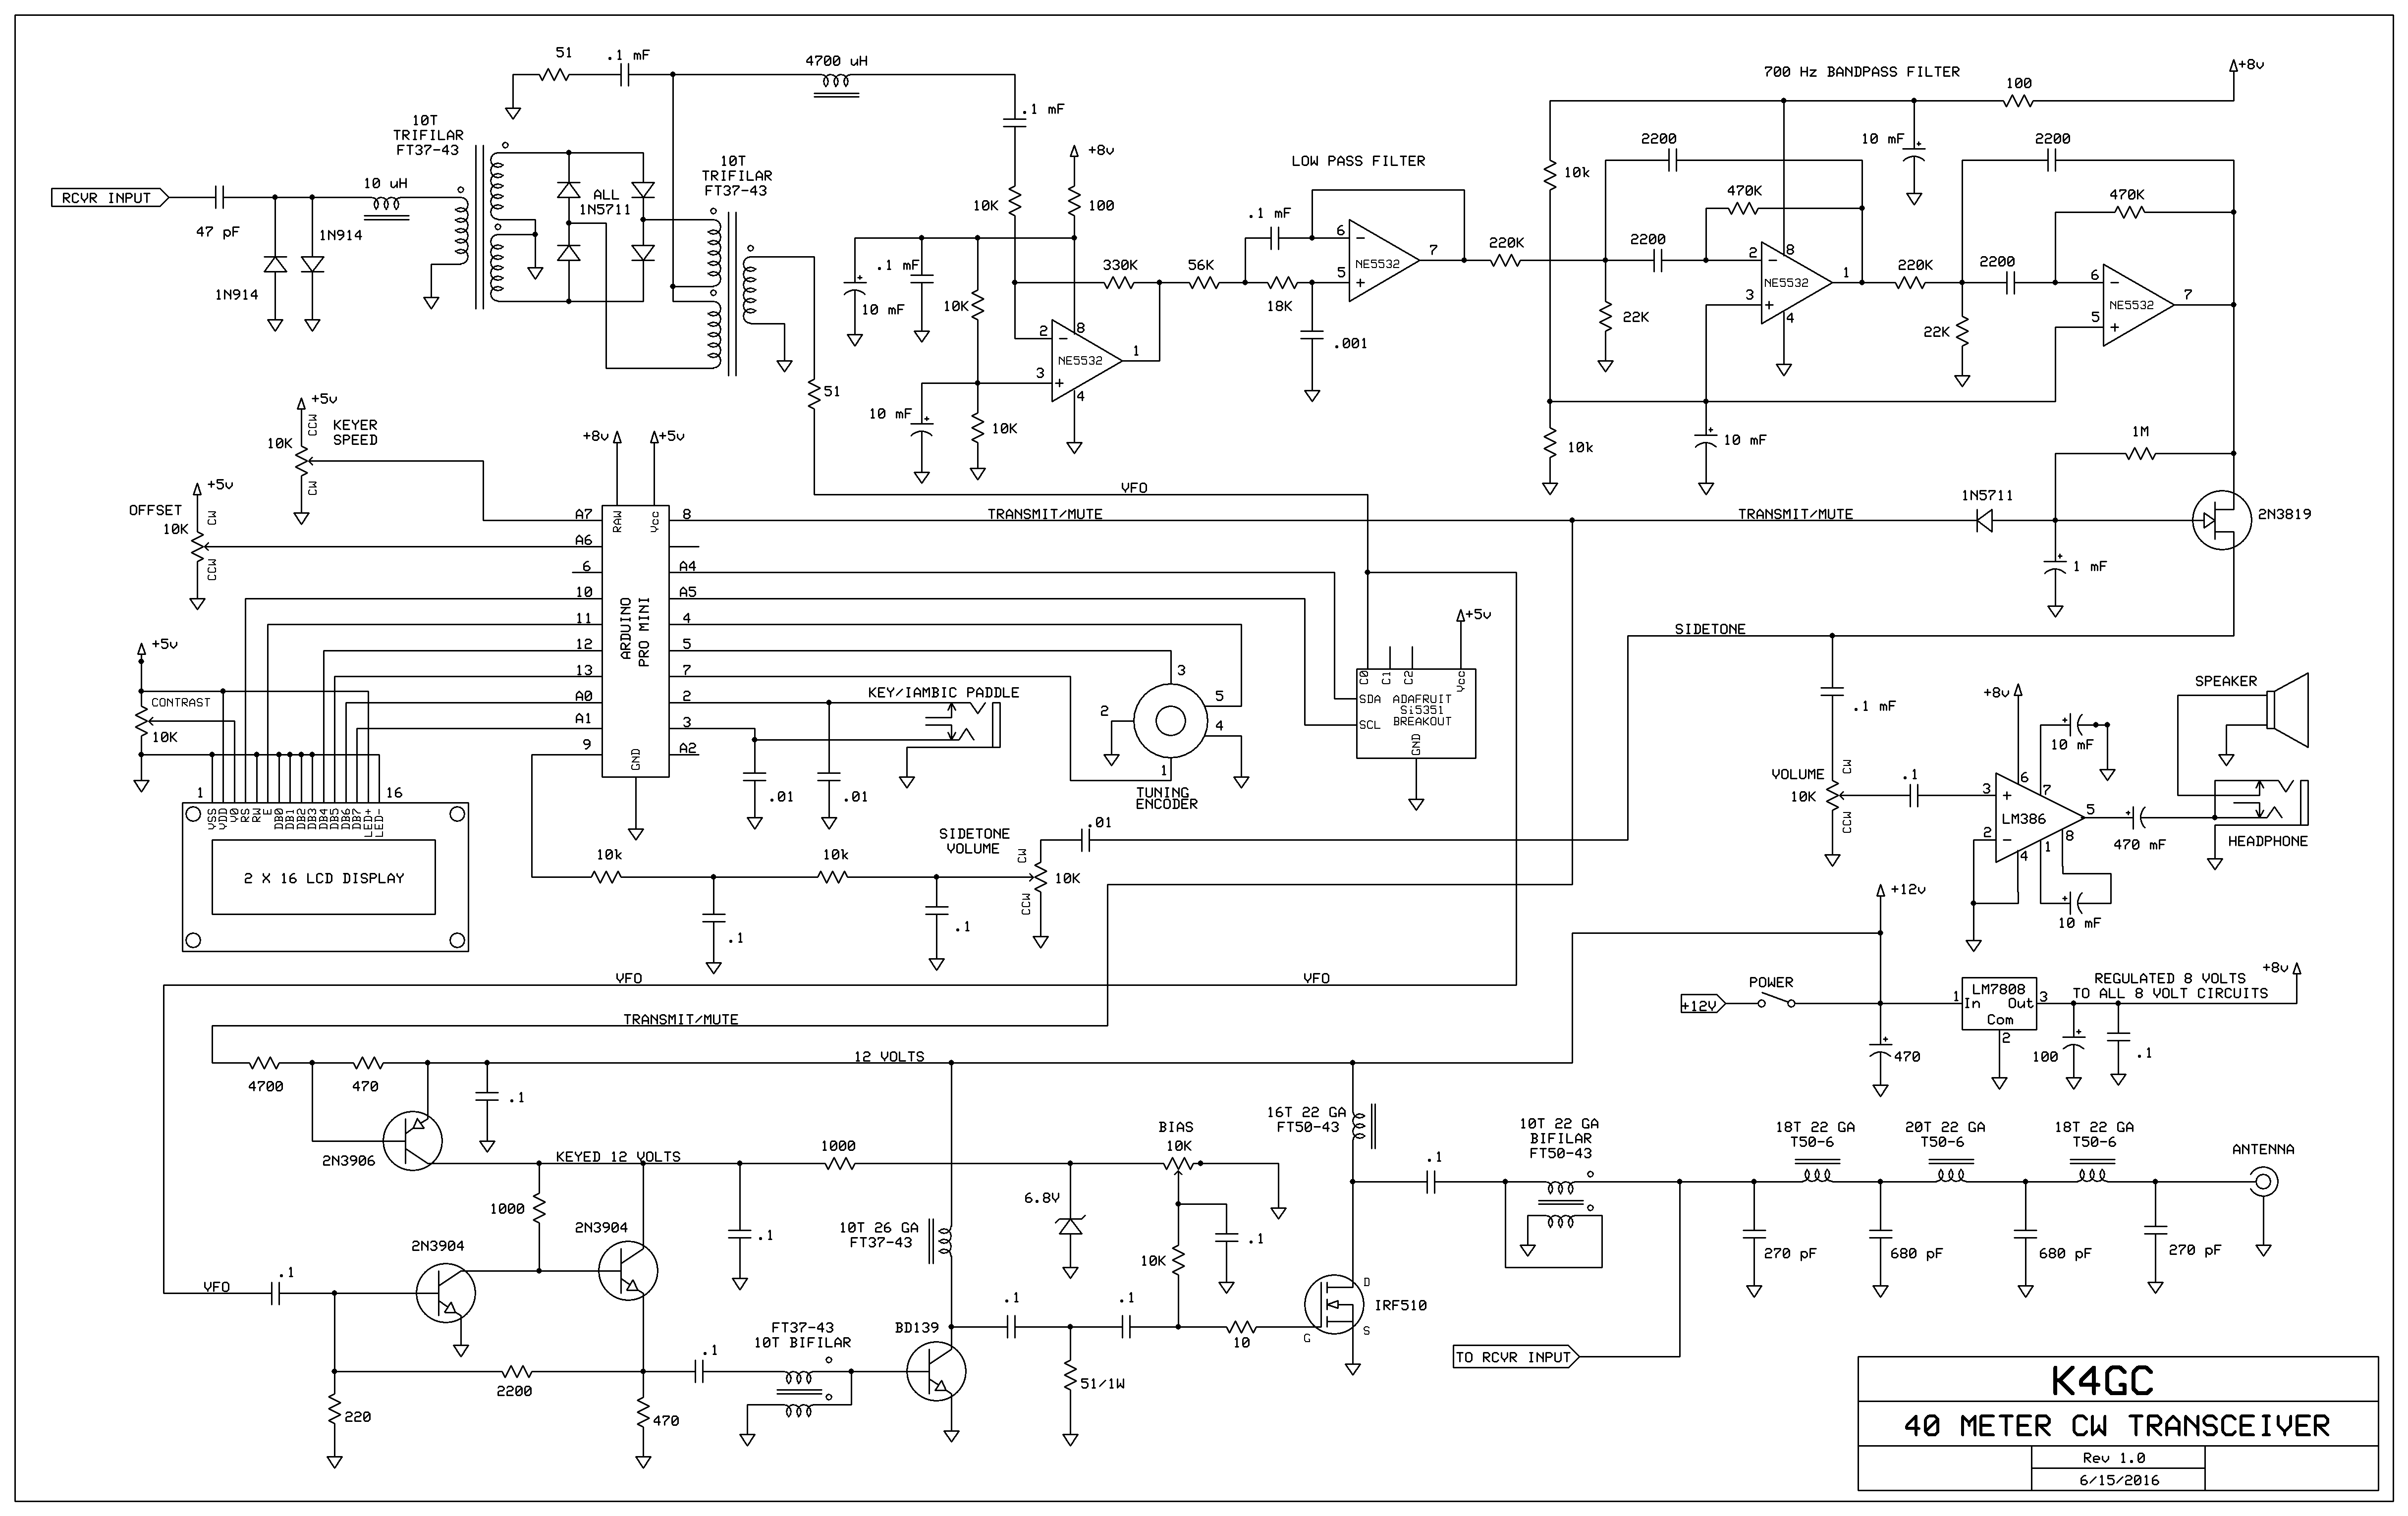 51
.1 mF
4700 uH
700 Hz BANDPASS FILTER
+8v
100
10T
TRIFILAR
FT37-43
.1 mF
10 mF
2200
2200
10T
TRIFILAR
FT37-43
+8v
LOW PASS FILTER
10k
RCVR INPUT
47 pF
10 uH
1N914
1N914
ALL
1N5711
10K
100
.1 mF
6
5
7
NE5532
220K
2200
470K
2
3
8
1
4
NE5532
220K
2200
470K
6
5
7
NE5532
.1 mF
10 mF
10K
330K
56K
18K
.001
22K
22K
2
3
8
1
4
NE5532
51
10 mF
10K
10k
10 mF
1M
+5v
CCW
KEYER
SPEED
10K
CW
+8v
+5v
+5v
OFFSET
10K
CW
CCW
VFO
1N5711
2N3819
TRANSMIT/MUTE
TRANSMIT/MUTE
1 mF
A7
A6
6
10
11
12
13
A0
A1
9
RAW
Vcc
ARDUINO
PRO MINI
GND
8
A4
A5
4
5
7
2
3
A2
+5v
CONTRAST
10K
KEY/IAMBIC PADDLE
.01
.01
3
2
5
4
1
TUNING
ENCODER
+5v
C0
C1
C2
Vcc
SDA
SCL
ADAFRUIT
Si5351
BREAKOUT
GND
SIDETONE
.1 mF
VOLUME
10K
CW
CCW
.1
+8v
6
7
3
2
5
8
1
4
LM386
10 mF
10 mF
470 mF
SPEAKER
HEADPHONE
1
16
VSS
VDD
V0
RS
RW
E
DB0
DB1
DB2
DB3
DB4
DB5
DB6
DB7
LED+
LED-
2 X 16 LCD DISPLAY
10k
10k
.1
.1
SIDETONE
VOLUME
CW
10K
CCW
.01
+12v
VFO
VFO
TRANSMIT/MUTE
POWER
+12V
LM7808
1
In
Out
3
Com
2
REGULATED 8 VOLTS
TO ALL 8 VOLT CIRCUITS
+8v
470
100
.1
4700
470
12 VOLTS
.1
2N3906
KEYED 12 VOLTS
1000
1000
2N3904
2N3904
.1
10T 26 GA
FT37-43
6.8V
BIAS
10K
10K
.1
16T 22 GA
FT50-43
.1
10T 22 GA
BIFILAR
FT50-43
18T 22 GA
T50-6
20T 22 GA
T50-6
18T 22 GA
T50-6
ANTENNA
270 pF
680 pF
680 pF
270 pF
VFO
.1
220
2200
470
.1
FT37-43
10T BIFILAR
BD139
.1
.1
51/1W
10
D
G
S
IRF510
TO RCVR INPUT
K4GC
40 METER CW TRANSCEIVER
Rev 1.0
6/15/2016